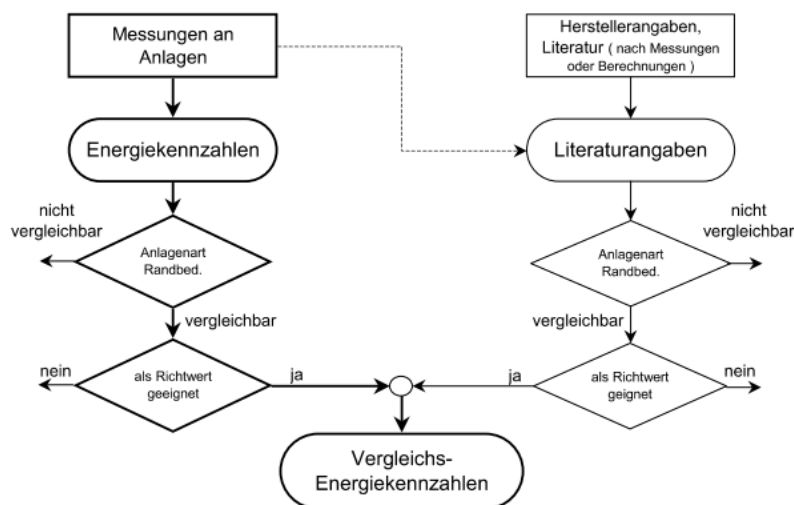 Messungen an
Anlagen
Herstellerangaben,
Literatur ( nach Messungen
oder Berechnungen )
Energiekennzahlen
Literaturangaben
nicht
vergleichbar
Anlagenart
Randbed.
nicht
vergleichbar
Anlagenart
Randbed.
vergleichbar
vergleichbar
nein
als Richtwert
geeignet
ja
ja
als Richtwert
geignet
nein
Vergleichs-
Energiekennzahlen